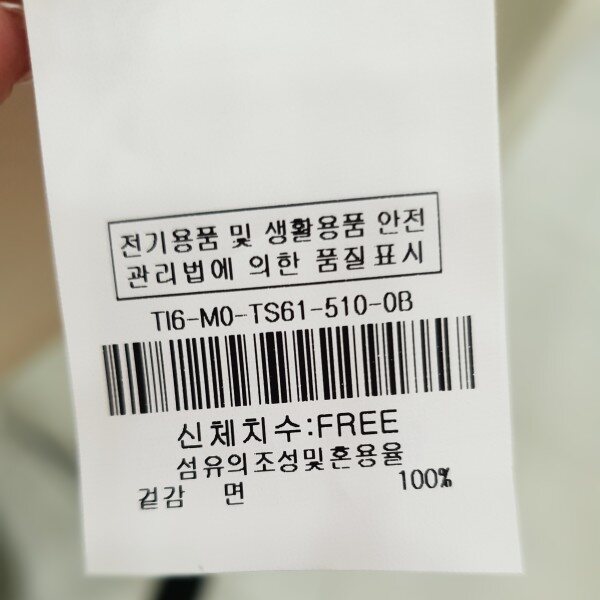 전기용품 및 생활용품 안전
관리법에 의한 품질표시
TI6-M0-TS61-510-0B
신체치수:FREE
섬유의조성및혼용율
겉감 면 100%